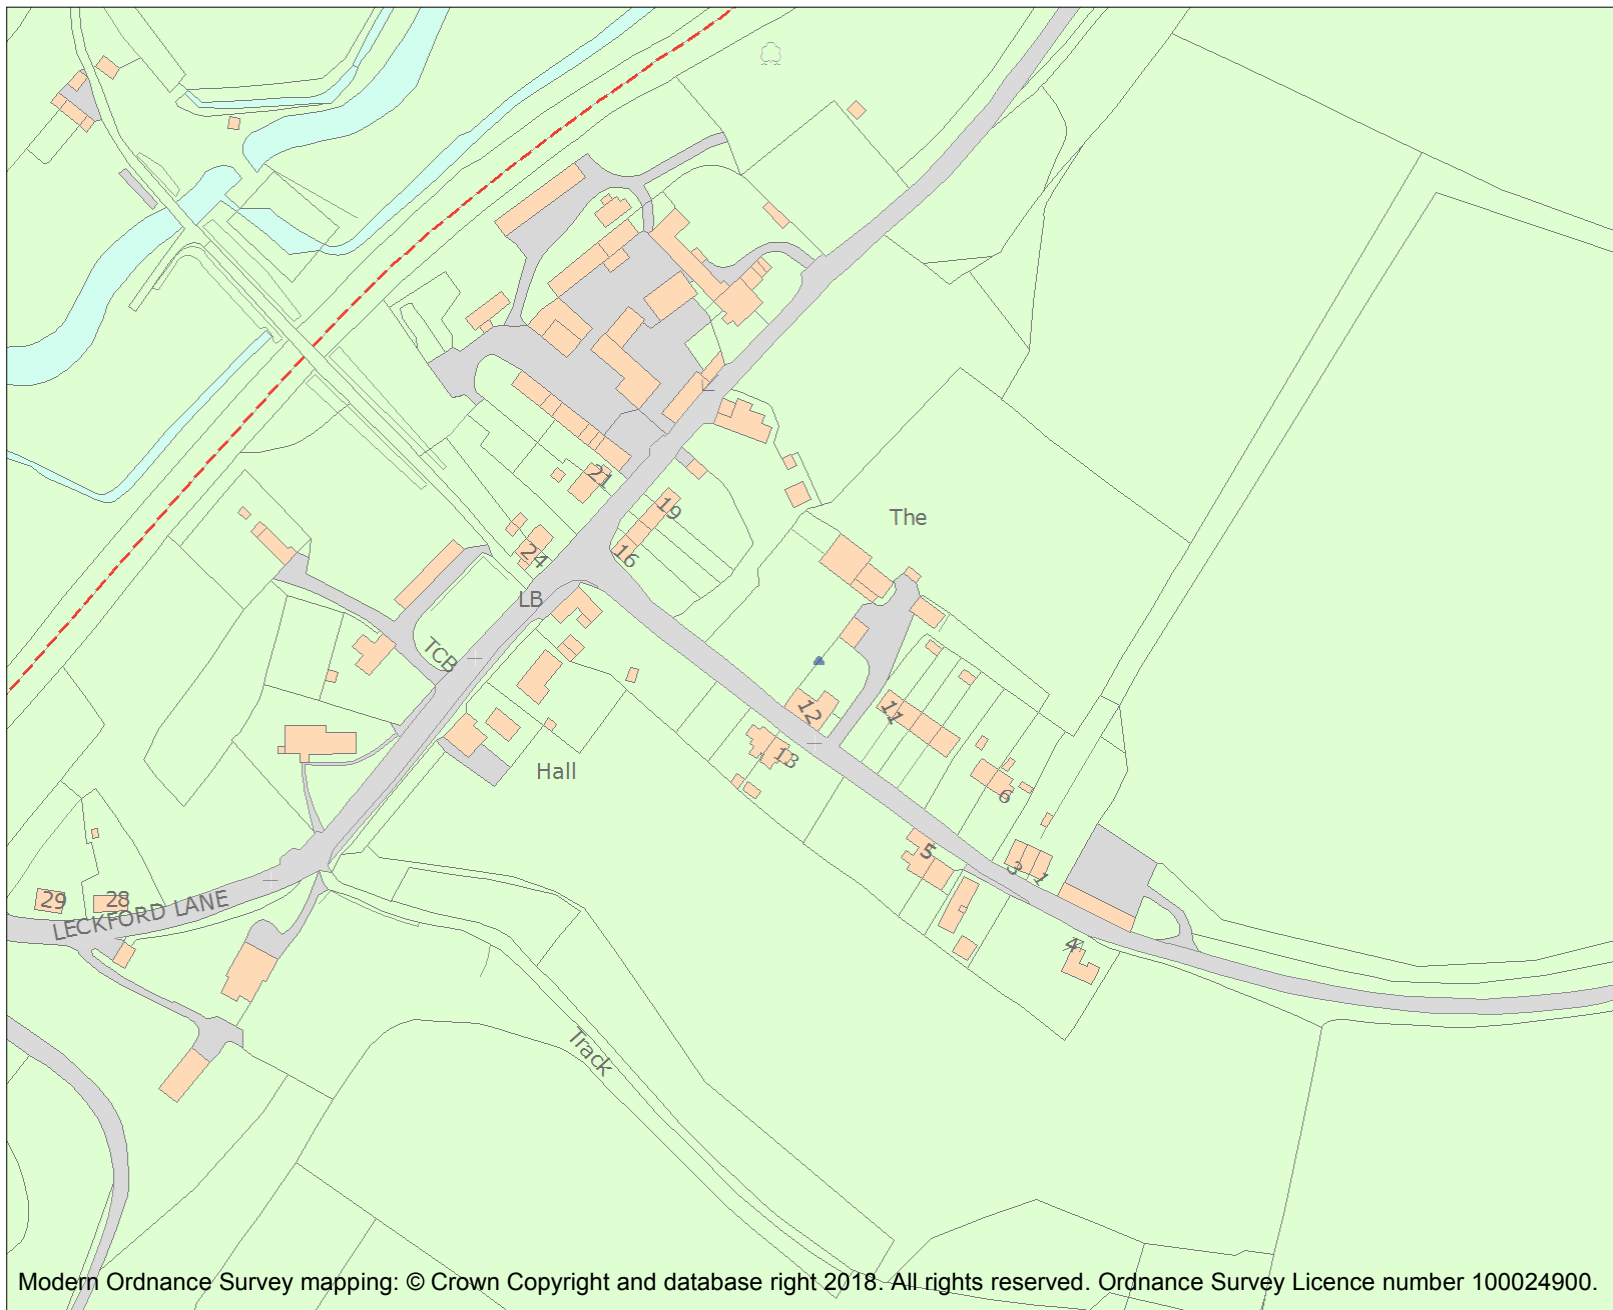 21
19
The
16
24
LB
TCB
12
11
13
Hall
6
5
3
1
29
28
LECKFORD LANE
4
Track
Modern Ordnance Survey mapping: © Crown Copyright and database right 2018. All rights reserved. Ordnance Survey Licence number 100024900.